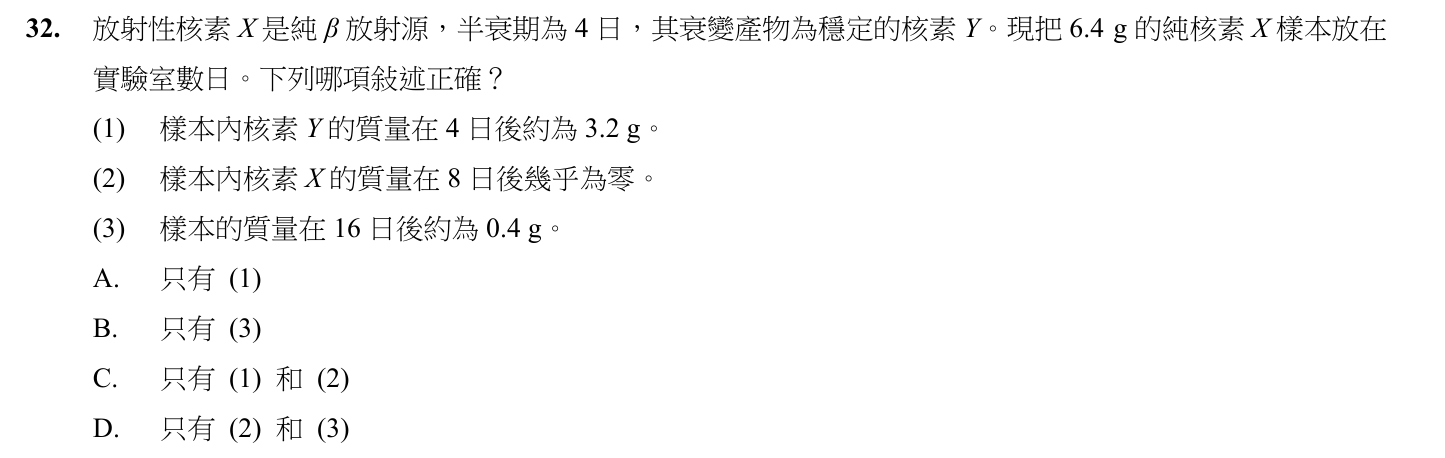 32. 放射性核素 X 是純 β 放射源，半衰期為 4 日，其衰變產物為穩定的核素 Y。現把 6.4 g 的純核素 X 樣本放在
實驗室數日。下列哪項敍述正確？
(1) 樣本內核素 Y 的質量在 4 日後約為 3.2 g。
(2) 樣本內核素 X 的質量在 8 日後幾乎為零。
(3) 樣本的質量在 16 日後約為 0.4 g。
A. 只有 (1)
B. 只有 (3)
C. 只有 (1) 和 (2)
D. 只有 (2) 和 (3)